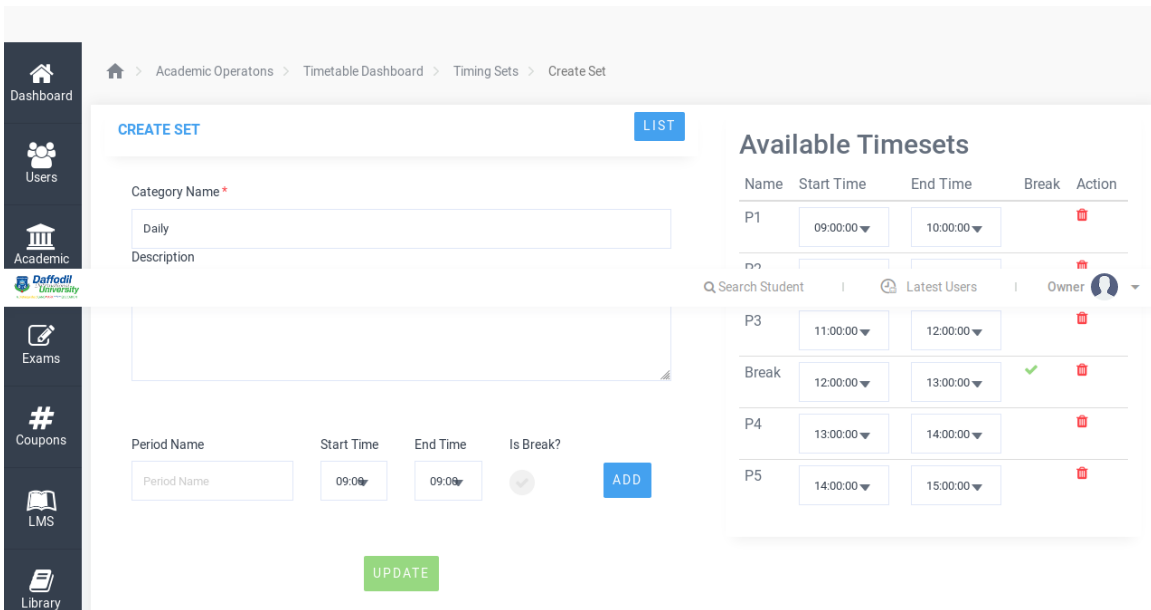 Academic Operatons > Timetable Dashboard > Timing Sets > Create Set
Dashboard
Users
Academic
Exams
Coupons
LMS
Library
CREATE SET
LIST
Category Name *
Daily
Description
Daffodil
University
Search Student
Latest Users
Owner
Period Name
Start Time
End Time
Is Break?
Period Name
09:00
09:00
ADD
UPDATE
Available Timesets
Name Start Time End Time Break Action
P1 09:00:00 10:00:00
P3 11:00:00 12:00:00
Break 12:00:00 13:00:00
P4 13:00:00 14:00:00
P5 14:00:00 15:00:00